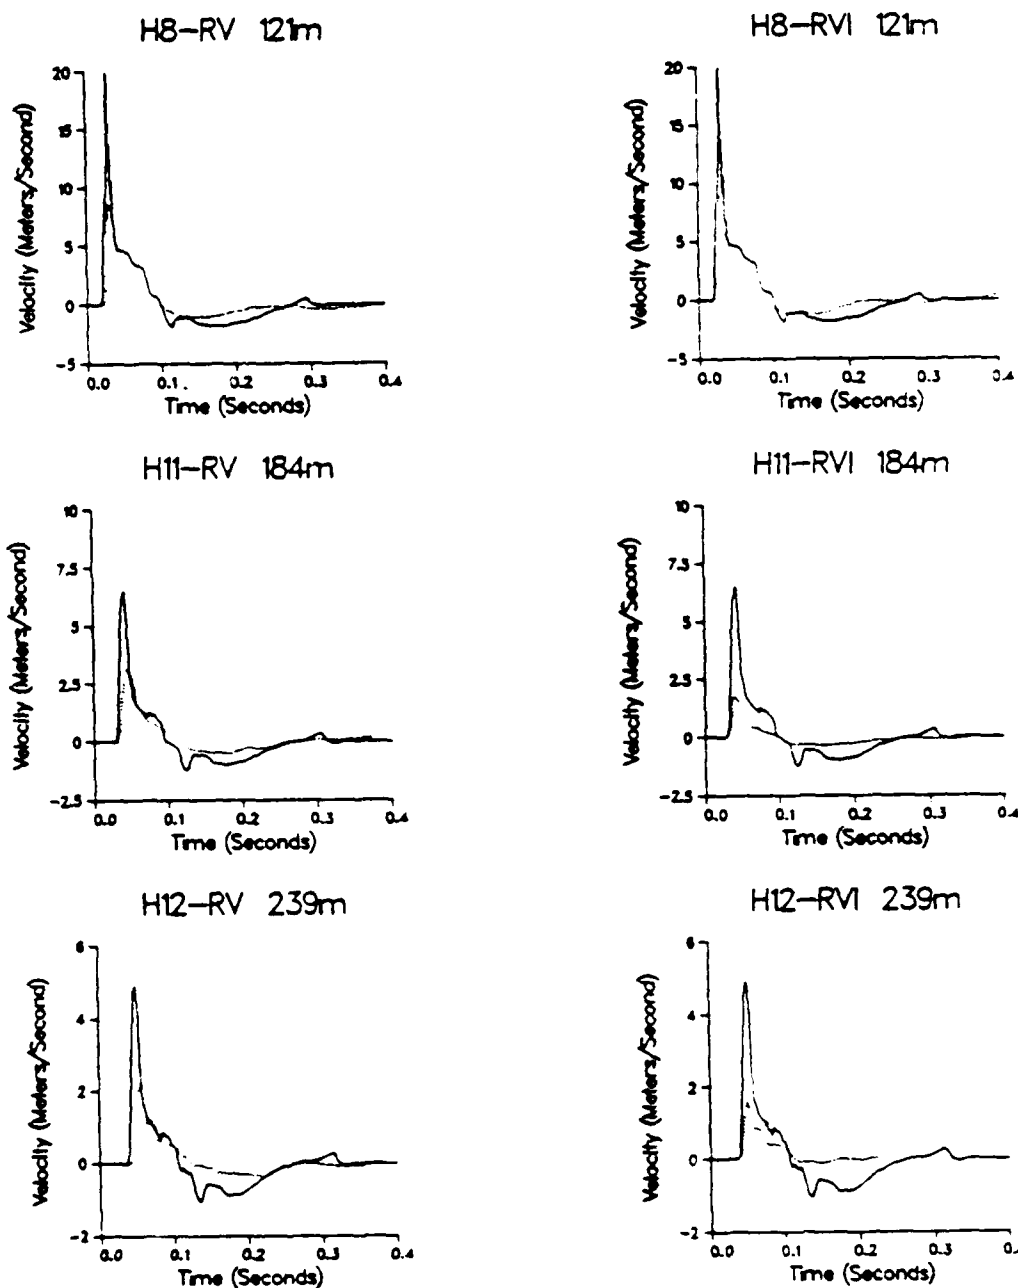 H8-RV 121m
Velocity (Meters/Second)
20
15
10
5
0
-5
0.0 0.1 0.2 0.3 0.4
Time (Seconds)
H8-RVI 121m
Velocity (Meters/Second)
20
15
10
5
0
-5
0.0 0.1 0.2 0.3 0.4
Time (Seconds)
H11-RV 184m
Velocity (Meters/Second)
10
7.5
5
2.5
0
-2.5
0.0 0.1 0.2 0.3 0.4
Time (Seconds)
H11-RVI 184m
Velocity (Meters/Second)
10
7.5
5
2.5
0
-2.5
0.0 0.1 0.2 0.3 0.4
Time (Seconds)
H12-RV 239m
Velocity (Meters/Second)
6
4
2
0
-2
0.0 0.1 0.2 0.3 0.4
Time (Seconds)
H12-RVI 239m
Velocity (Meters/Second)
6
4
2
0
-2
0.0 0.1 0.2 0.3 0.4
Time (Seconds)